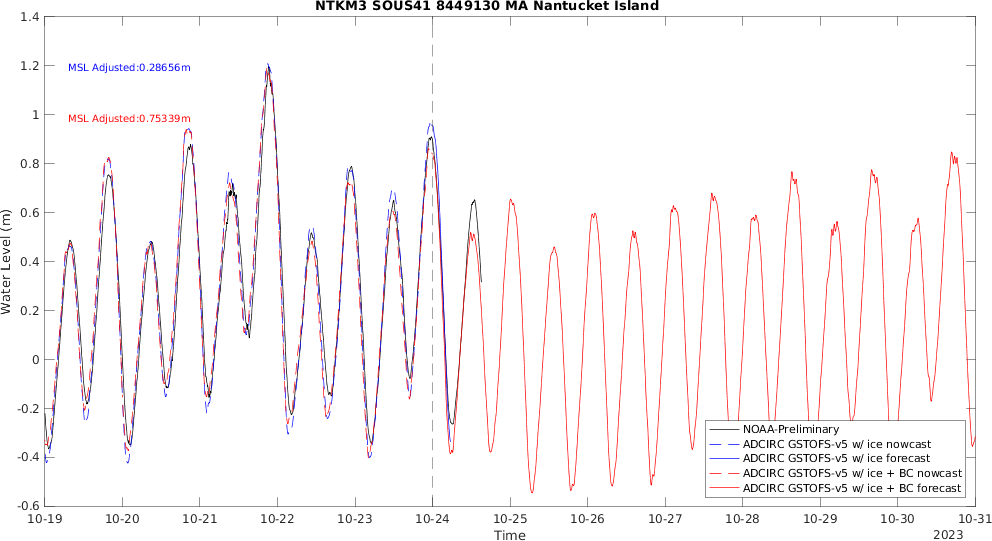 NTKM3 SOUS41 8449130 MA Nantucket Island
1.4
1.2
1
0.8
0.6
0.4
0.2
0
-0.2
-0.4
-0.6
Water Level (m)
MSL Adjusted:0.28656m
MSL Adjusted:0.75339m
NOAA-Preliminary
ADCIRC GSTOFS-v5 w/ ice nowcast
ADCIRC GSTOFS-v5 w/ ice forecast
ADCIRC GSTOFS-v5 w/ ice + BC nowcast
ADCIRC GSTOFS-v5 w/ ice + BC forecast
10-19 10-20 10-21 10-22 10-23 10-24 10-25 10-26 10-27 10-28 10-29 10-30 10-31
Time
2023